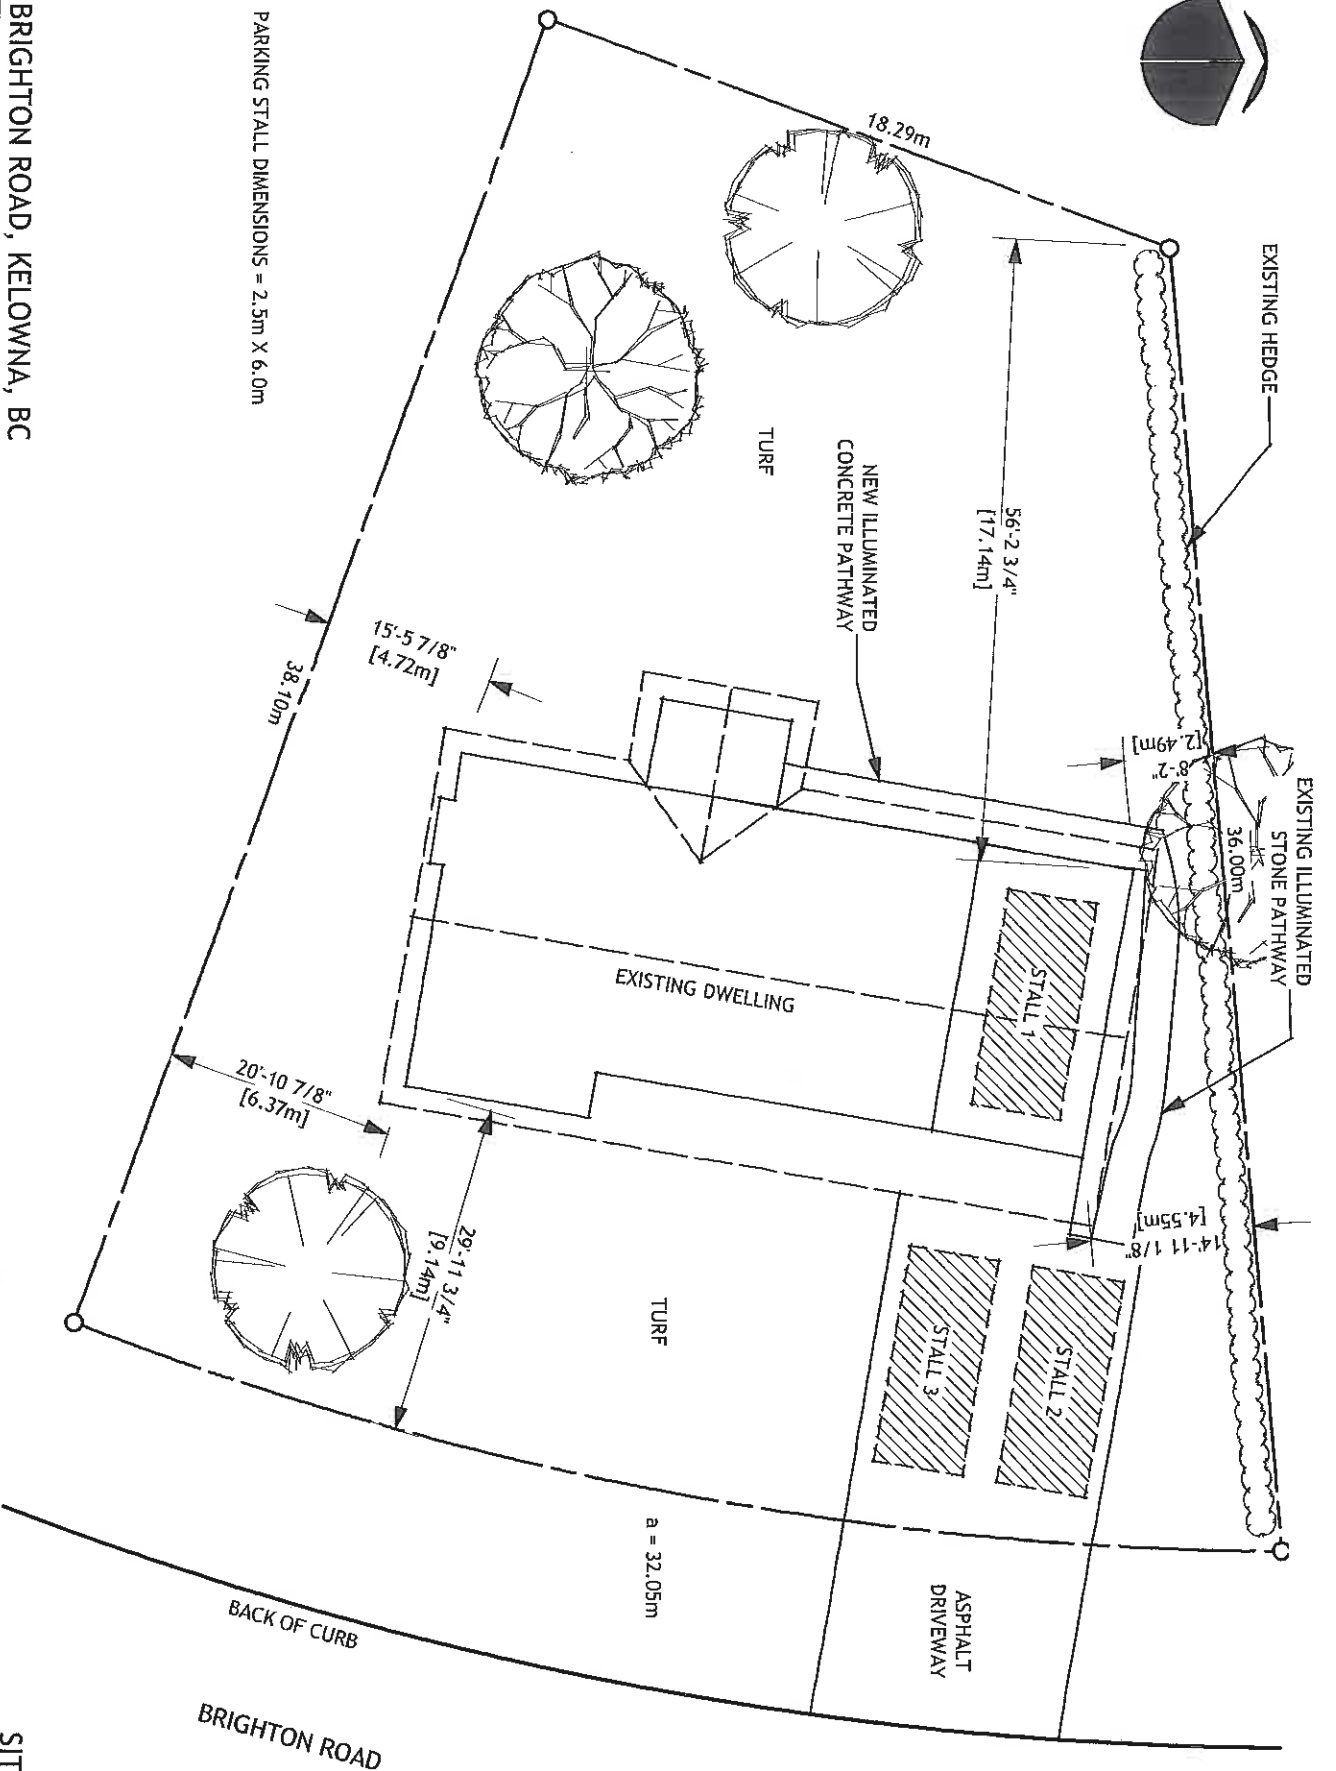 EXISTING HEDGE
EXISTING ILLUMINATED
STONE PATHWAY
18.29m
36.00m
8'-2"
[2.49m]
14'-11 1/8"
[4.55m]
56'-2 3/4"
[17.14m]
NEW ILLUMINATED
CONCRETE PATHWAY
TURF
STALL 1
STALL 2
STALL 3
EXISTING DWELLING
ASPHALT
DRIVEWAY
TURF
a = 32.05m
15'-5 7/8"
[4.72m]
38.10m
20'-10 7/8"
[6.37m]
29'-11 3/4"
[9.14m]
BACK OF CURB
BRIGHTON ROAD
PARKING STALL DIMENSIONS = 2.5m X 6.0m
BRIGHTON ROAD, KELOWNA, BC
SIT